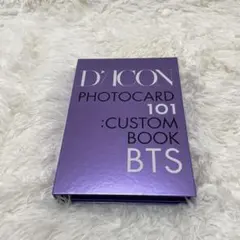 D' ICON
PHOTOCARD
101
:CUSTOM
BOOK
BTS